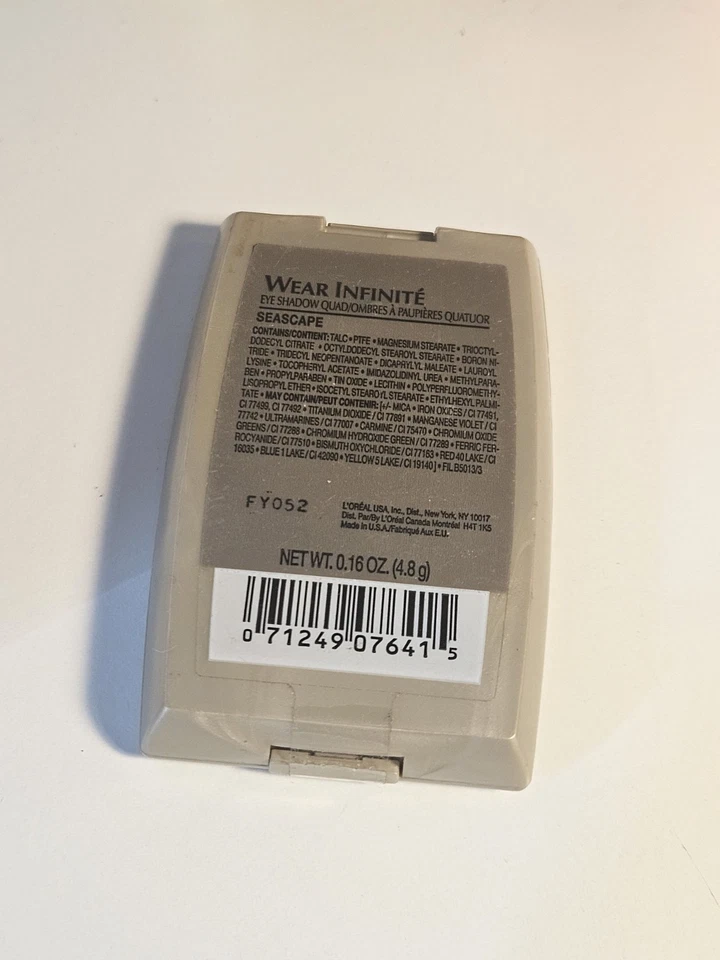 WEAR INFINITÉ
EYE SHADOW QUAD/OMBRES À PAUPIÈRES QUATUOR
SEASCAPE
CONTAINS/CONTIENT: TALC • PTFE • MAGNESIUM STEARATE • TRIOCTYL-
DODECYL CITRATE • OCTYLDODECYL STEAROYL STEARATE • BORON NI-
TRIDE • TRIDECYL NEOPENTANOATE • DICAPRYLYL MALEATE • LAUROYL
LYSINE • TOCOPHERYL ACETATE • IMIDAZOLIDINYL UREA • METHYLPARA-
BEN • PROPYLPARABEN • TIN OXIDE • LECITHIN • POLYPERFLUOROMETHY-
LISOPROPYL ETHER • ISOCETYL STEAROYL STEARATE • ETHYLHEXYL PALMI-
TATE • MAY CONTAIN/PEUT CONTENIR: [+/- MICA • IRON OXIDES / CI 77491,
CI 77499, CI 77492 • TITANIUM DIOXIDE / CI 77891 • MANGANESE VIOLET / CI
77742 • ULTRAMARINES / CI 77007 • CARMINE / CI 75470 • CHROMIUM OXIDE
GREENS / CI 77288 • CHROMIUM HYDROXIDE GREEN / CI 77289 • FERRIC FER-
ROCYANIDE / CI 77510 • BISMUTH OXYCHLORIDE / CI 77163 • RED 40 LAKE / CI
16035 • BLUE 1 LAKE / CI 42090 • YELLOW 5 LAKE / CI 19140] • FIL B5013/3
FY052
L'ORÉAL USA, Inc., Dist., New York, NY 10017
Dist. Par/By L'Oréal Canada Montréal H4T 1K5
Made in U.S.A./Fabriqué Aux E.U.
NET WT. 0.16 OZ. (4.8 g)
0 71249 07641 5